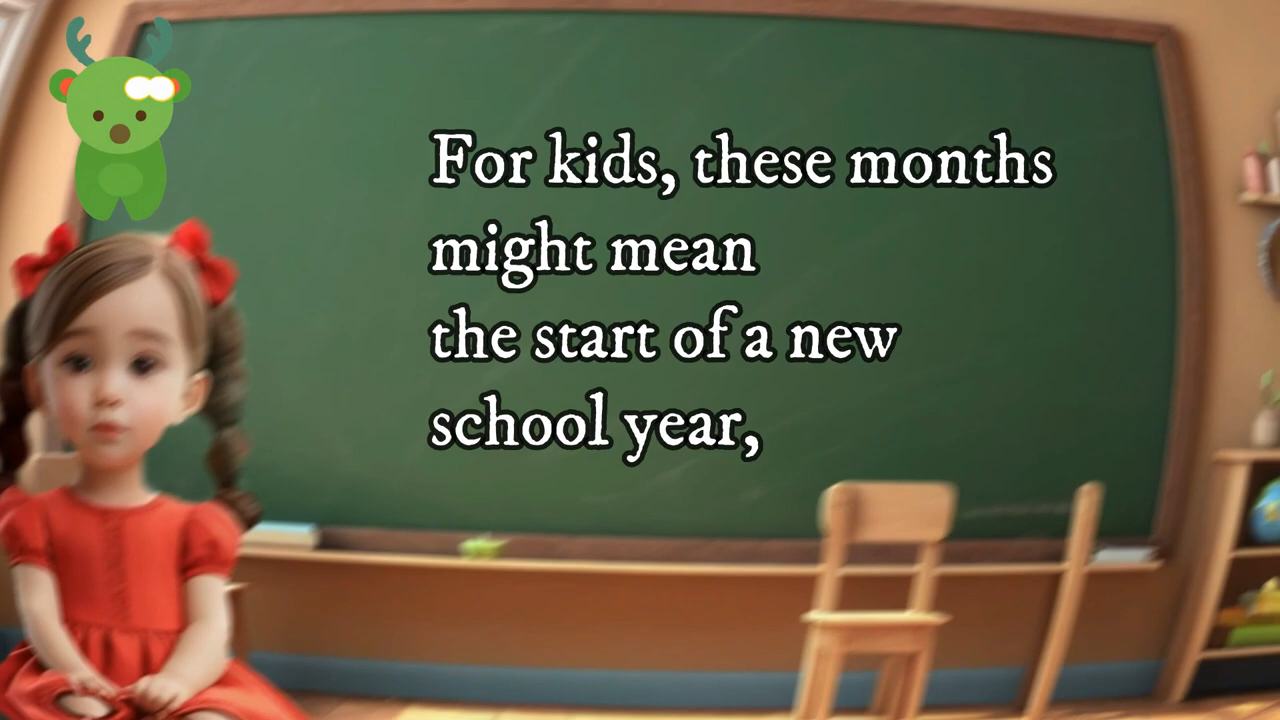 For kids, these months
might mean
the start of a new
school year,